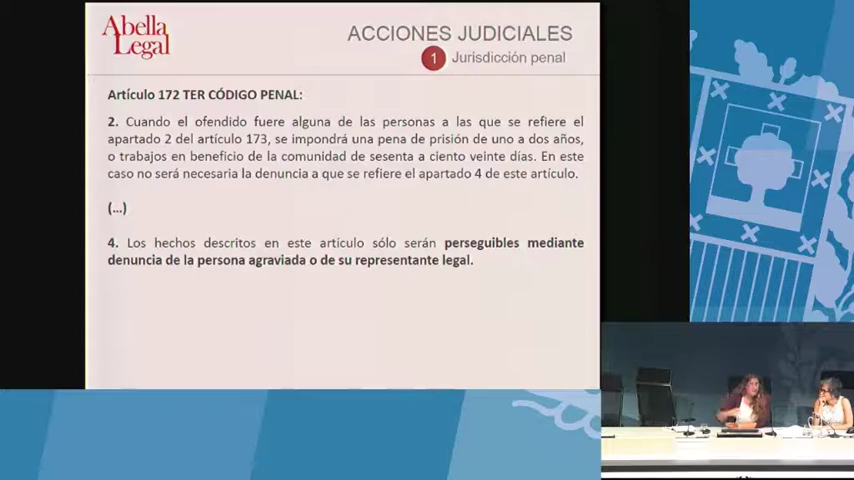 Abella
Legal
ACCIONES JUDICIALES
1 Jurisdicción penal
Artículo 172 TER CÓDIGO PENAL:
2. Cuando el ofendido fuere alguna de las personas a las que se refiere el
apartado 2 del artículo 173, se impondrá una pena de prisión de uno a dos años,
o trabajos en beneficio de la comunidad de sesenta a ciento veinte días. En este
caso no será necesaria la denuncia a que se refiere el apartado 4 de este artículo.
(...)
4. Los hechos descritos en este artículo sólo serán perseguibles mediante
denuncia de la persona agraviada o de su representante legal.